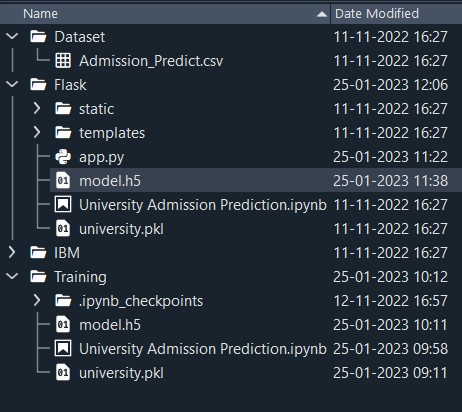 Name Date Modified
Dataset 11-11-2022 16:27
Admission_Predict.csv 11-11-2022 16:27
Flask 25-01-2023 12:06
static 11-11-2022 16:27
templates 11-11-2022 16:27
app.py 25-01-2023 11:22
01 model.h5 25-01-2023 11:38
University Admission Prediction.ipynb 11-11-2022 16:27
01 university.pkl 11-11-2022 16:27
IBM 11-11-2022 16:27
Training 25-01-2023 10:12
.ipynb_checkpoints 12-11-2022 16:57
01 model.h5 25-01-2023 10:11
University Admission Prediction.ipynb 25-01-2023 09:58
01 university.pkl 25-01-2023 09:11